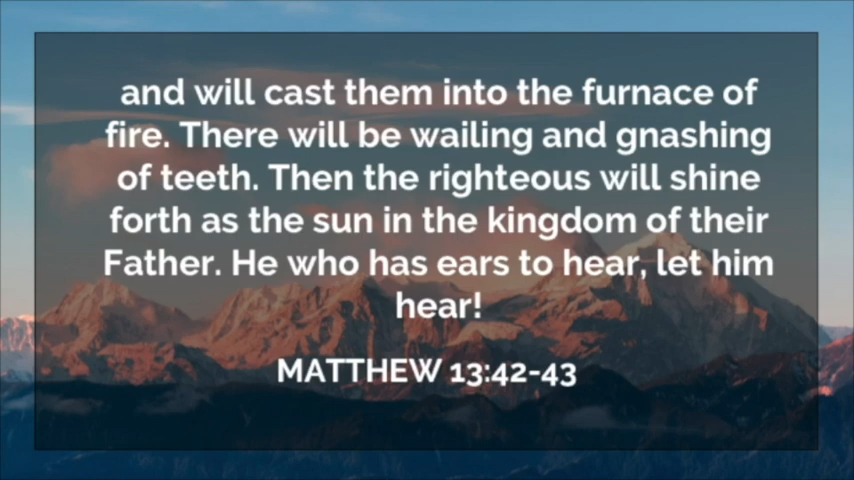 and will cast them into the furnace of
fire. There will be wailing and gnashing
of teeth. Then the righteous will shine
forth as the sun in the kingdom of their
Father. He who has ears to hear, let him
hear!
MATTHEW 13:42-43